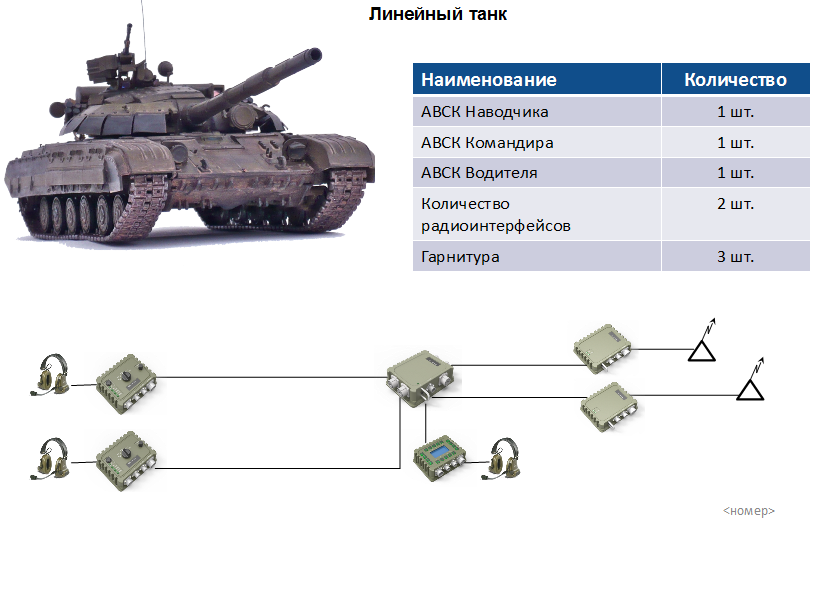 Линейный танк
Наименование Количество
АВСК Наводчика 1 шт.
АВСК Командира 1 шт.
АВСК Водителя 1 шт.
Количество 2 шт.
радиоинтерфейсов
Гарнитура 3 шт.
<номер>